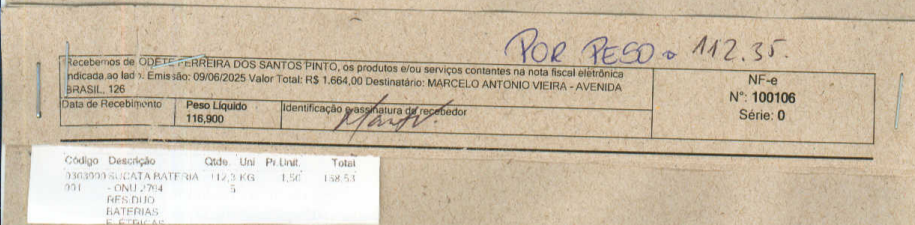 POR PESO 112.35.
Recebemos de ODETE FERREIRA DOS SANTOS PINTO, os produtos e/ou serviços contantes na nota fiscal eletrônica
indicada ao lado. Emissão: 09/06/2025 Valor Total: R$ 1.664,00 Destinatário: MARCELO ANTONIO VIEIRA - AVENIDA
BRASIL, 126
NF-e
N°: 100106
Série: 0
Data de Recebimento
Peso Líquido
116,900
Identificação e assinatura do recebedor
Código Descrição Qtde. Uni Pr.Unit. Total
0303000 SUCATA BATERIA 112,3 KG 1,50 168.53
001 - ONU 2794 5
RESIDUO
BATERIAS
ELETRICAS